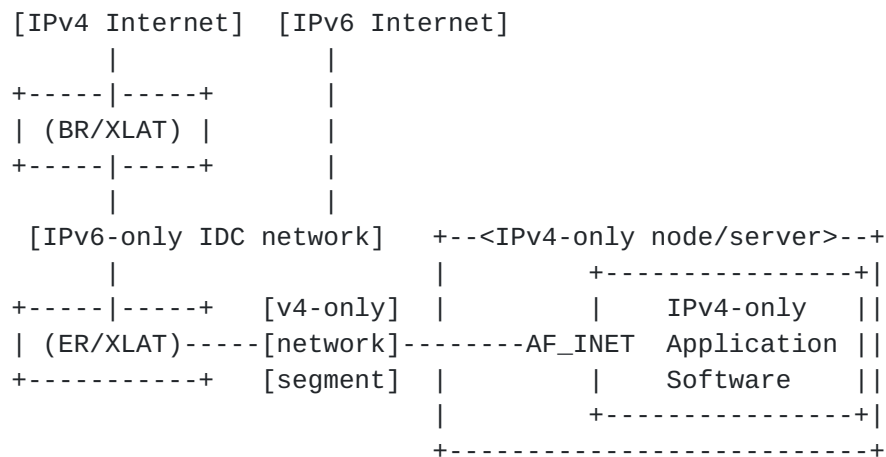 [IPv4 Internet]  [IPv6 Internet]
      |              |
+-----|-----+        |
| (BR/XLAT) |        |
+-----|-----+        |
      |              |
 [IPv6-only IDC network]   +--<IPv4-only node/server>--+
      |                    |         +----------------+|
+-----|-----+   [v4-only]  |         |    IPv4-only   ||
| (ER/XLAT)-----[network]--------AF_INET  Application ||
+-----------+   [segment]  |         |    Software    ||
                           |         +----------------+|
                           +---------------------------+